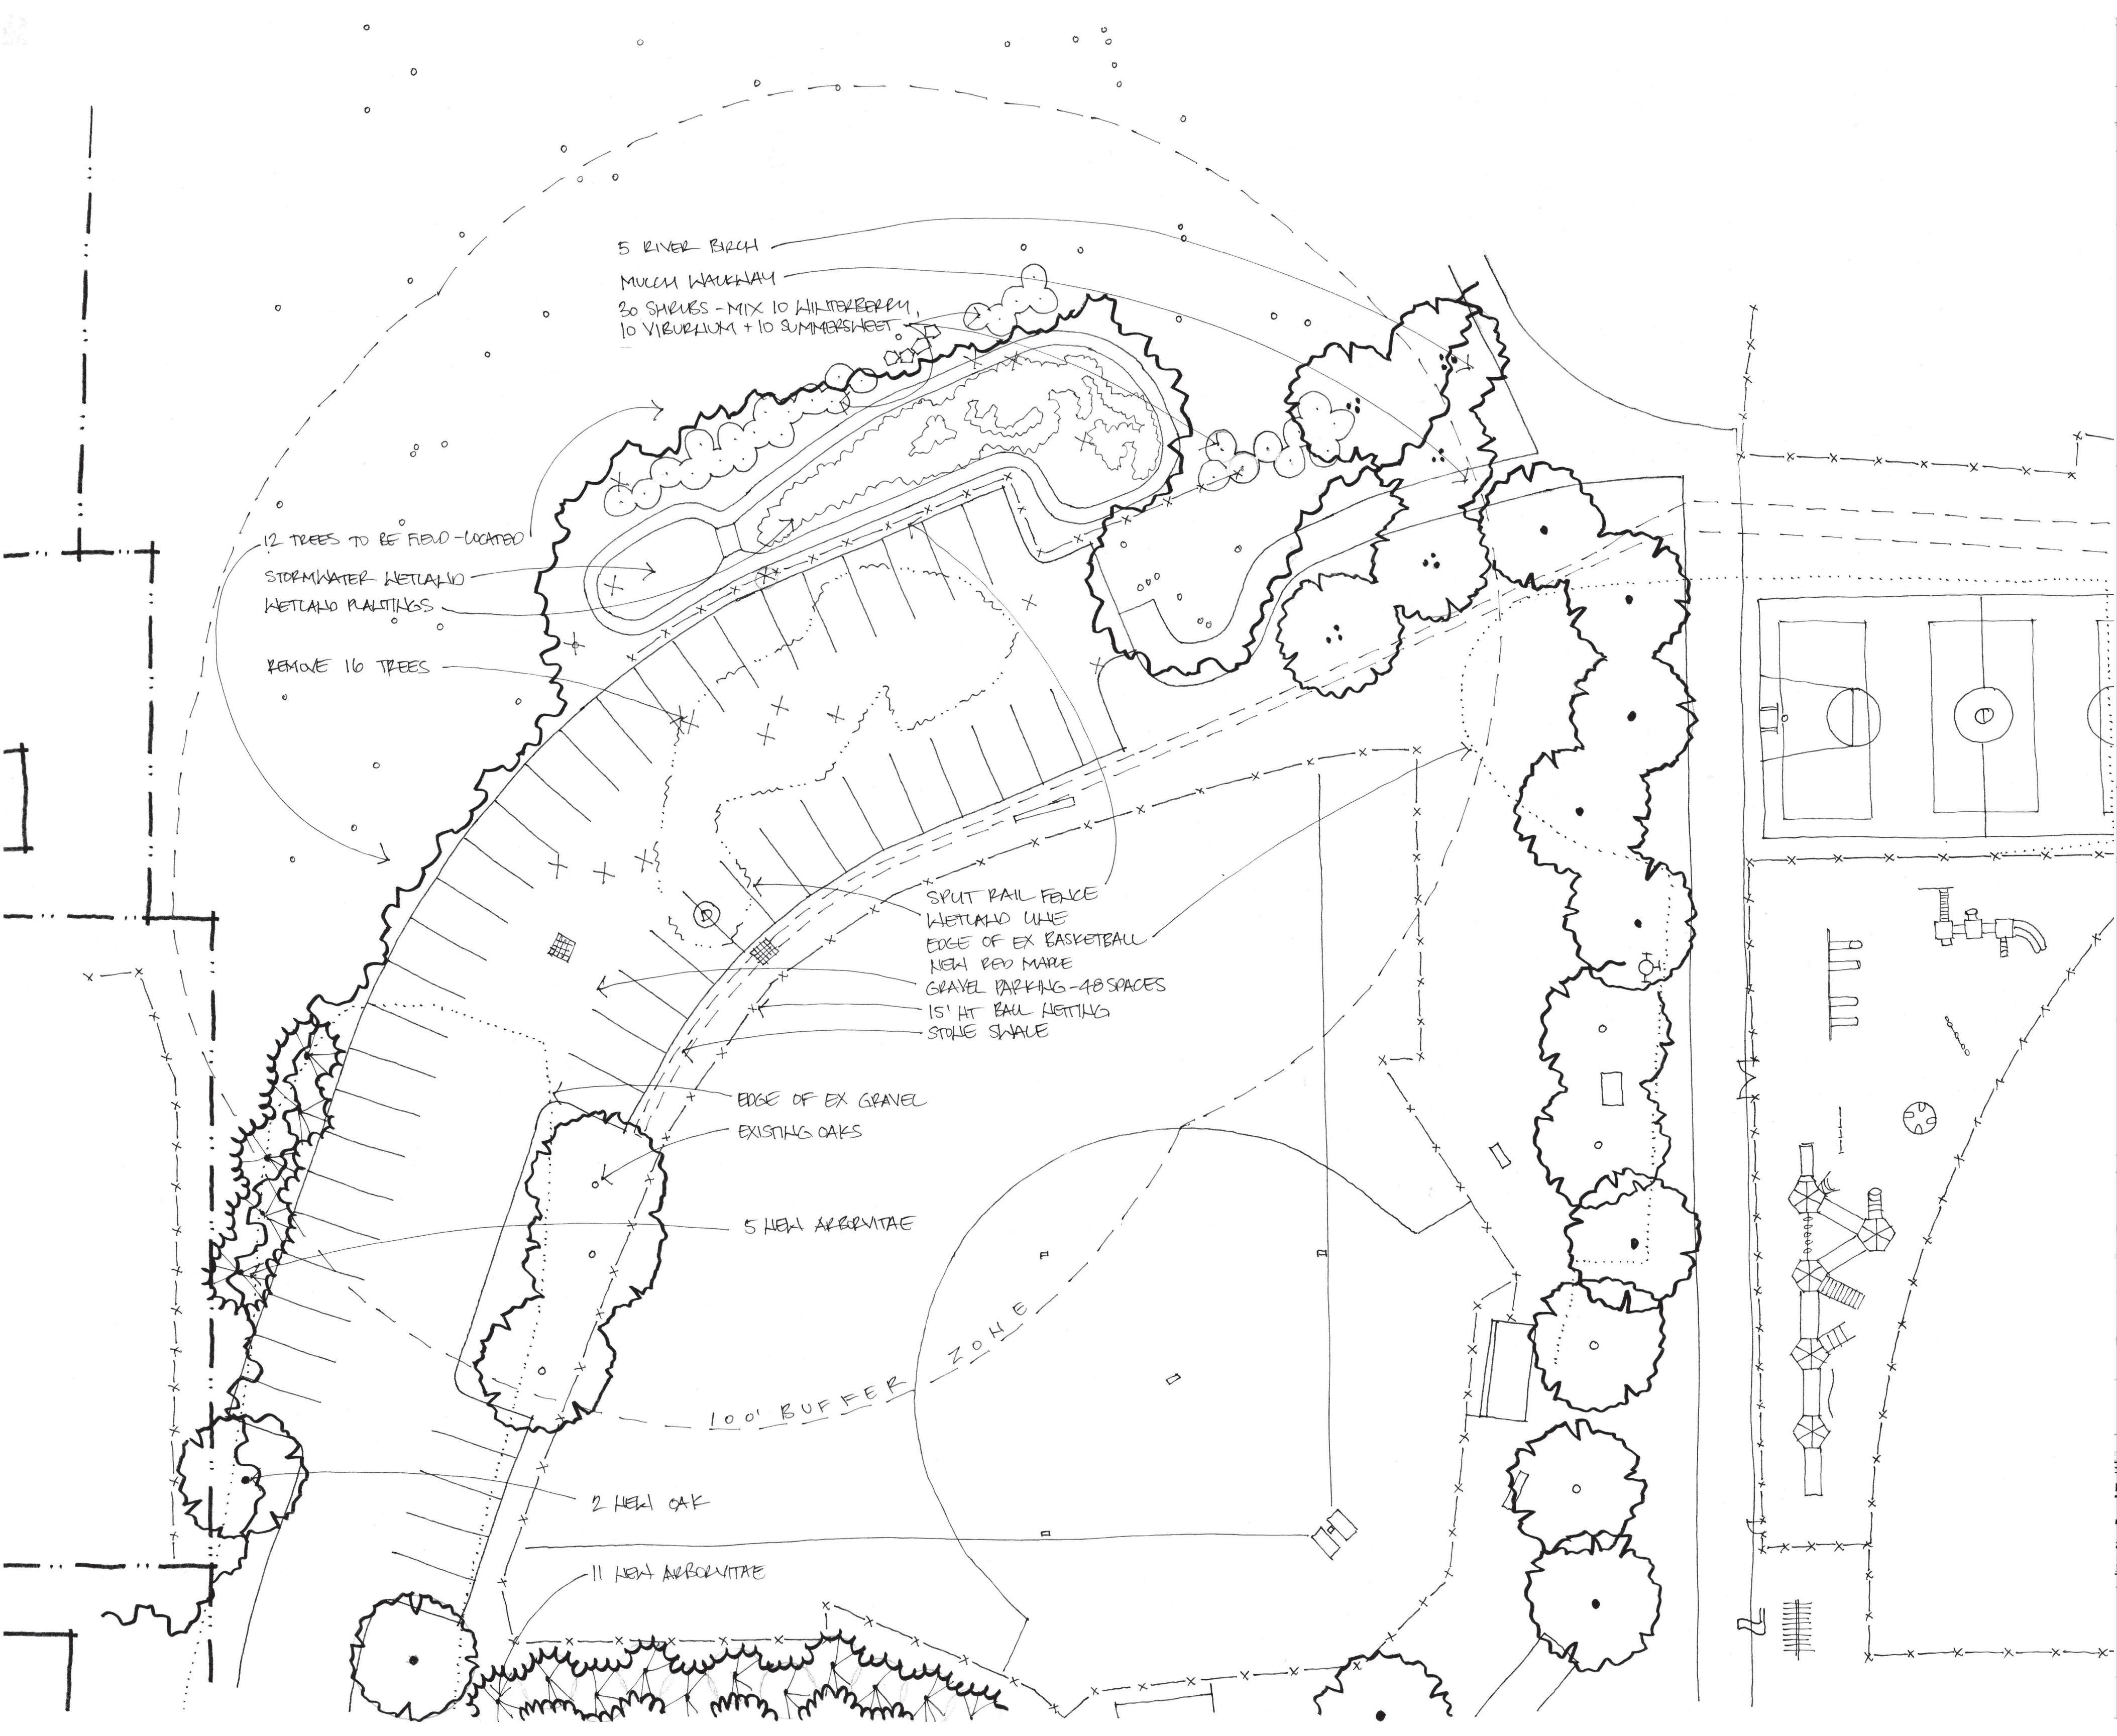 5 RIVER BIRCH
MULCH WALKWAY
30 SHRUBS - MIX 10 WINTERBERRY,
10 VIBURNUM + 10 SUMMERSWEET
12 TREES TO BE FIELD-LOCATED
STORMWATER WETLAND
WETLAND PLANTINGS
REMOVE 16 TREES
SPLIT RAIL FENCE
WETLAND LINE
EDGE OF EX BASKETBALL
NEW RED MAPLE
GRAVEL PARKING - 48 SPACES
15' HT BALL NETTING
STONE SWALE
EDGE OF EX GRAVEL
EXISTING OAKS
5 NEW ARBORVITAE
100' BUFFER ZONE
2 NEW OAK
11 NEW ARBORVITAE